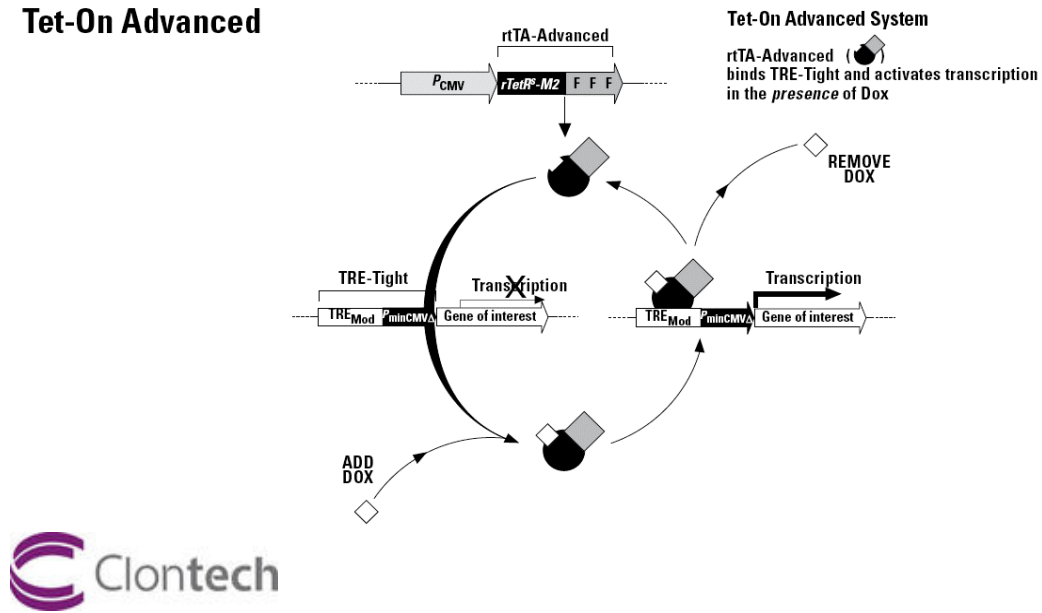 Tet-On Advanced
rtTA-Advanced
PCMV
rTetRS-M2
F F F
Tet-On Advanced System
rtTA-Advanced ( )
binds TRE-Tight and activates transcription
in the presence of Dox
REMOVE
DOX
TRE-Tight
Transcription
X
TREMod
PminCMVΔ
Gene of interest
Transcription
TREMod
PminCMVΔ
Gene of interest
ADD
DOX
Clontech